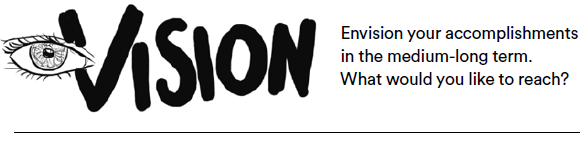 VISION
Envision your accomplishments
in the medium-long term.
What would you like to reach?